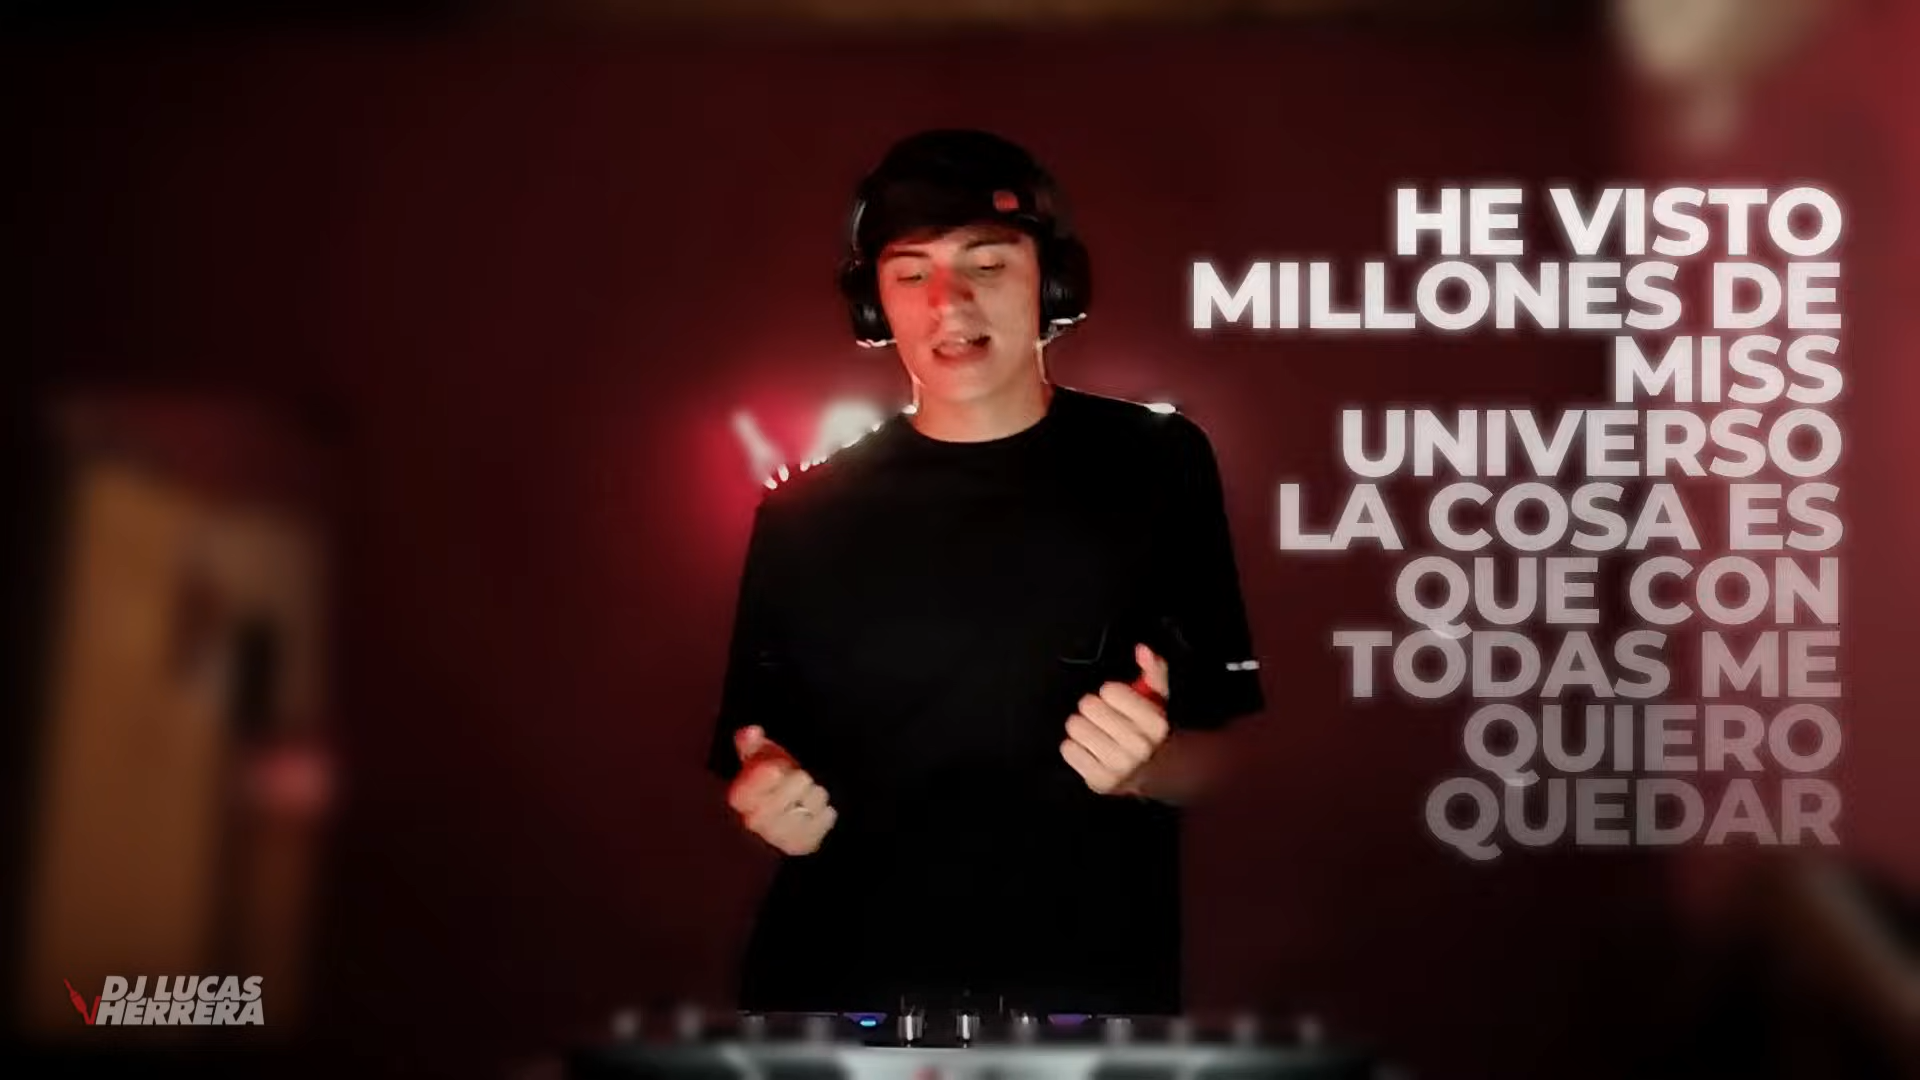 HE VISTO
MILLONES DE
MISS
UNIVERSO
LA COSA ES
QUE CON
TODAS ME
QUIERO
QUEDAR
DJ LUCAS
HERRERA